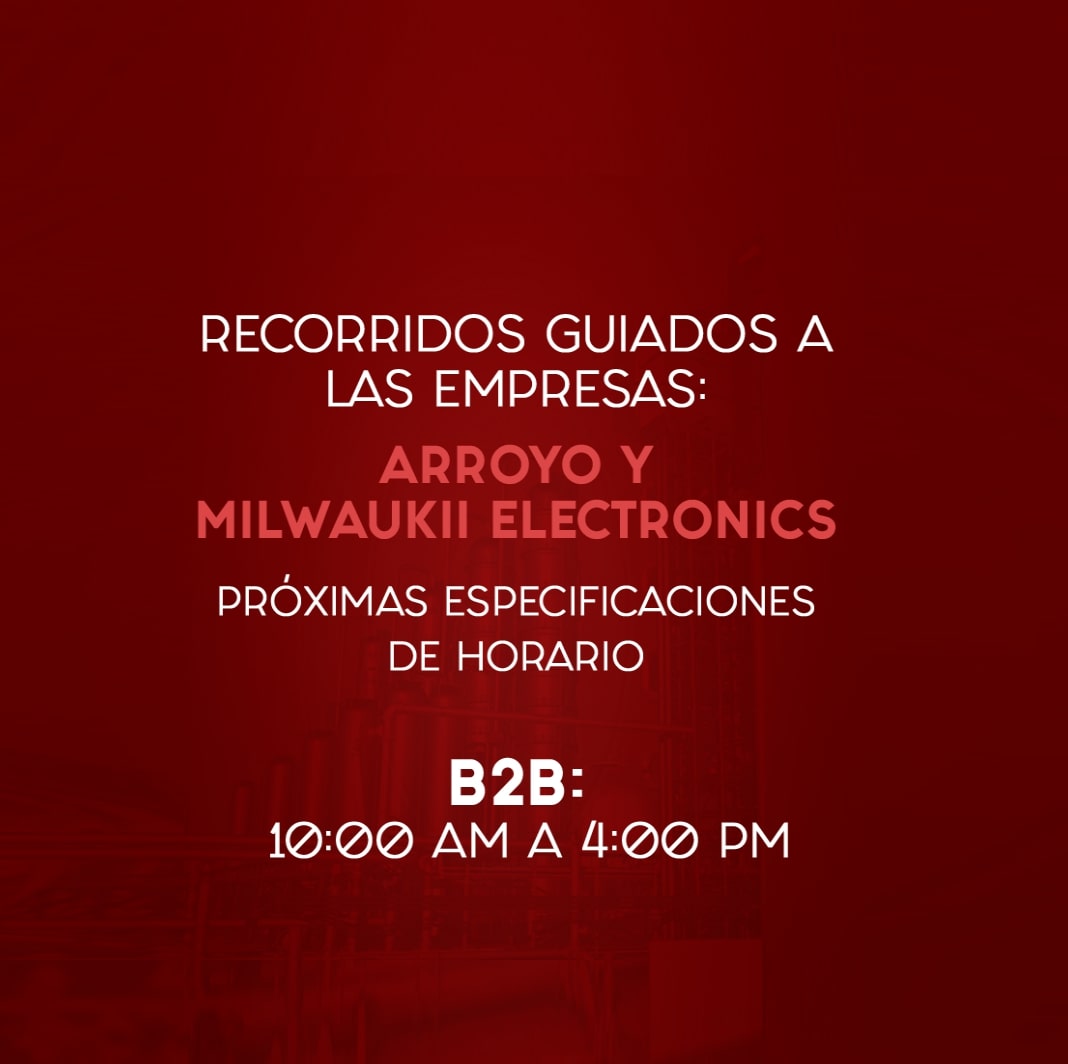 RECORRIDOS GUIADOS A
LAS EMPRESAS:
ARROYO Y
MILWAUKII ELECTRONICS
PRÓXIMAS ESPECIFICACIONES
DE HORARIO
B2B:
10:00 AM A 4:00 PM